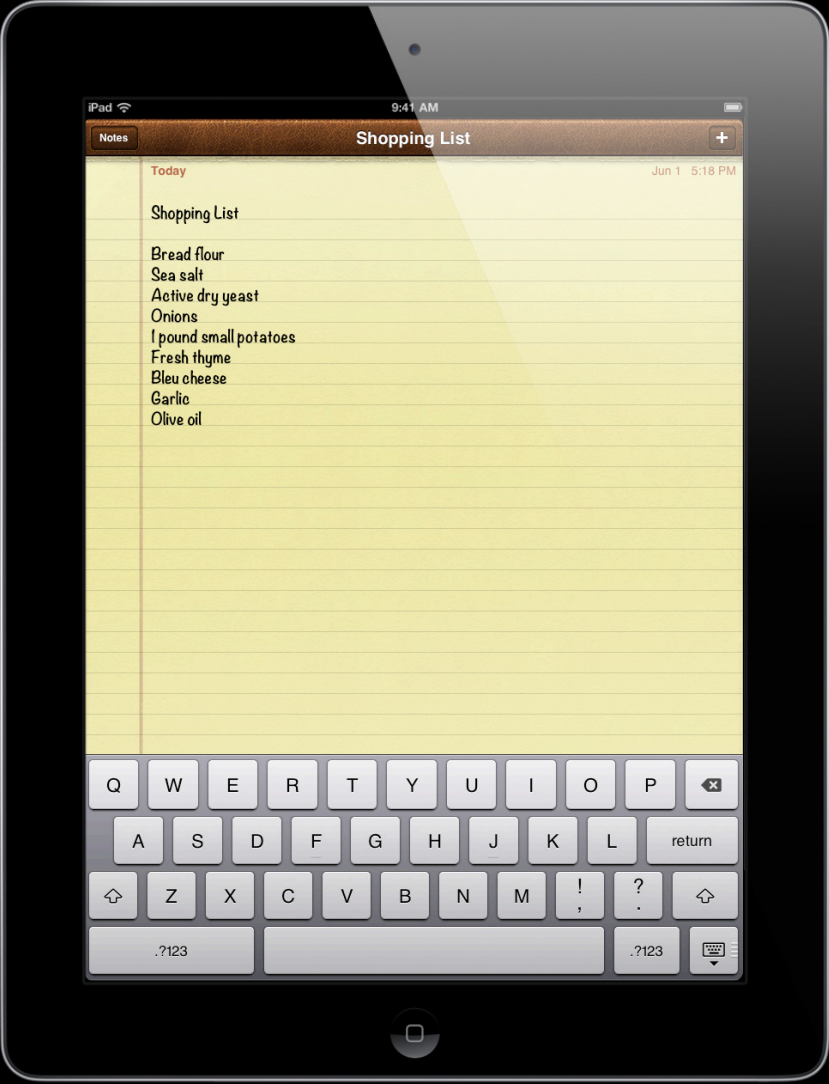 iPad 9:41 AM
Notes Shopping List +
Today Jun 1 5:18 PM
Shopping List
Bread flour
Sea salt
Active dry yeast
Onions
1 pound small potatoes
Fresh thyme
Bleu cheese
Garlic
Olive oil
Q W E R T Y U I O P
A S D F G H J K L return
Z X C V B N M ! , ? .
.?123 .?123